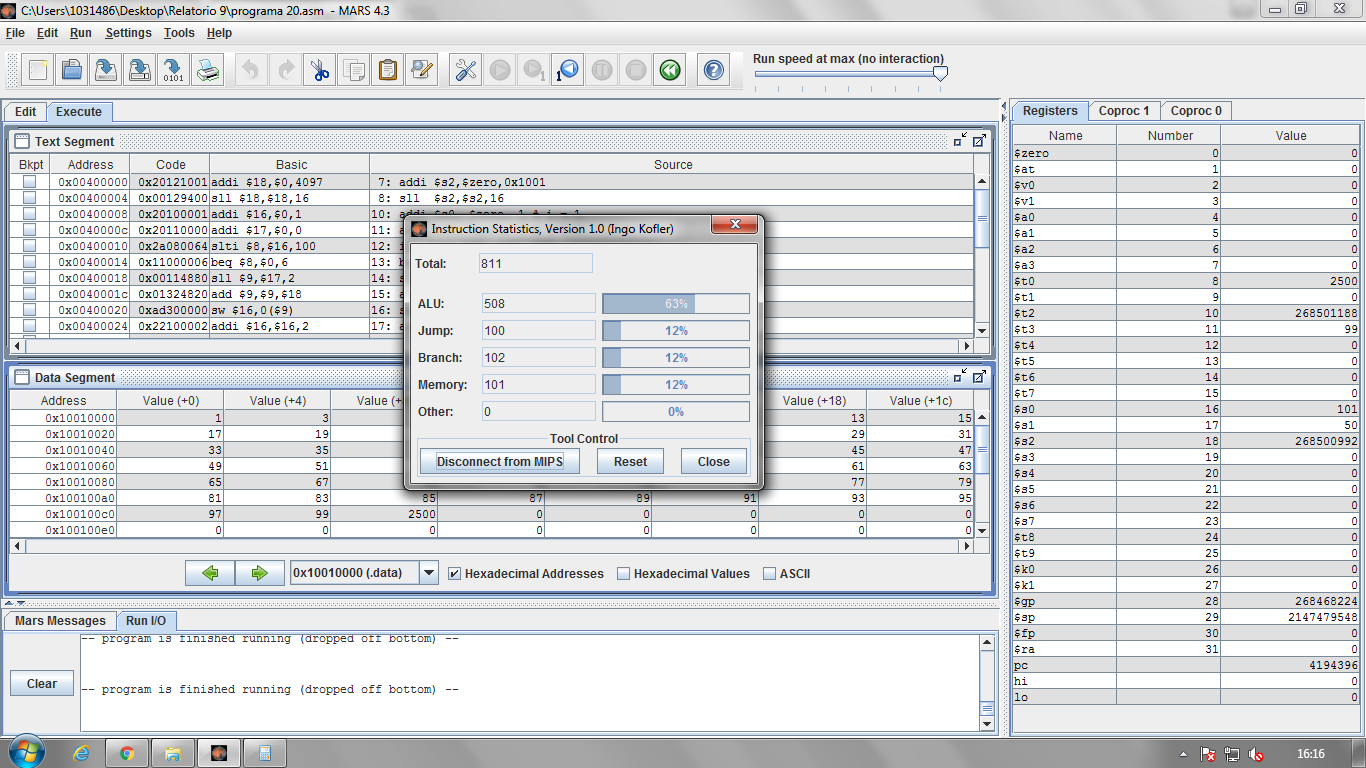 C:\Users\1031486\Desktop\Relatorio 9\programa 20.asm - MARS 4.3
File Edit Run Settings Tools Help
Run speed at max (no interaction)
Edit Execute
Text Segment
Bkpt Address Code Basic Source
0x00400000 0x20121001 addi $18,$0,4097 7: addi $s2,$zero,0x1001
0x00400004 0x00129400 sll $18,$18,16 8: sll $s2,$s2,16
0x00400008 0x20100001 addi $16,$0,1 10: addi $s0, $zero, 1 # i = 1
0x0040000c 0x20110000 addi $17,$0,0 11:
0x00400010 0x2a080064 slti $8,$16,100 12:
0x00400014 0x11000006 beq $8,$0,6 13:
0x00400018 0x00114880 sll $9,$17,2 14:
0x0040001c 0x01324820 add $9,$9,$18 15:
0x00400020 0xad300000 sw $16,0($9) 16:
0x00400024 0x22100002 addi $16,$16,2 17:
Instruction Statistics, Version 1.0 (Ingo Kofler)
Total: 811
ALU: 508 63%
Jump: 100 12%
Branch: 102 12%
Memory: 101 12%
Other: 0 0%
Tool Control
Disconnect from MIPS Reset Close
Data Segment
Address Value (+0) Value (+4) Value (+ Value (+18) Value (+1c)
0x10010000 1 3 13 15
0x10010020 17 19 29 31
0x10010040 33 35 45 47
0x10010060 49 51 61 63
0x10010080 65 67 77 79
0x100100a0 81 83 85 87 89 91 93 95
0x100100c0 97 99 2500 0 0 0 0 0
0x100100e0 0 0 0 0 0 0 0 0
0x10010000 (.data) Hexadecimal Addresses Hexadecimal Values ASCII
Mars Messages Run I/O
-- program is finished running (dropped off bottom) --
-- program is finished running (dropped off bottom) --
Clear
Registers Coproc 1 Coproc 0
Name Number Value
$zero 0 0
$at 1 0
$v0 2 0
$v1 3 0
$a0 4 0
$a1 5 0
$a2 6 0
$a3 7 0
$t0 8 2500
$t1 9 0
$t2 10 268501188
$t3 11 99
$t4 12 0
$t5 13 0
$t6 14 0
$t7 15 0
$s0 16 101
$s1 17 50
$s2 18 268500992
$s3 19 0
$s4 20 0
$s5 21 0
$s6 22 0
$s7 23 0
$t8 24 0
$t9 25 0
$k0 26 0
$k1 27 0
$gp 28 268468224
$sp 29 2147479548
$fp 30 0
$ra 31 0
pc 4194396
hi 0
lo 0
16:16